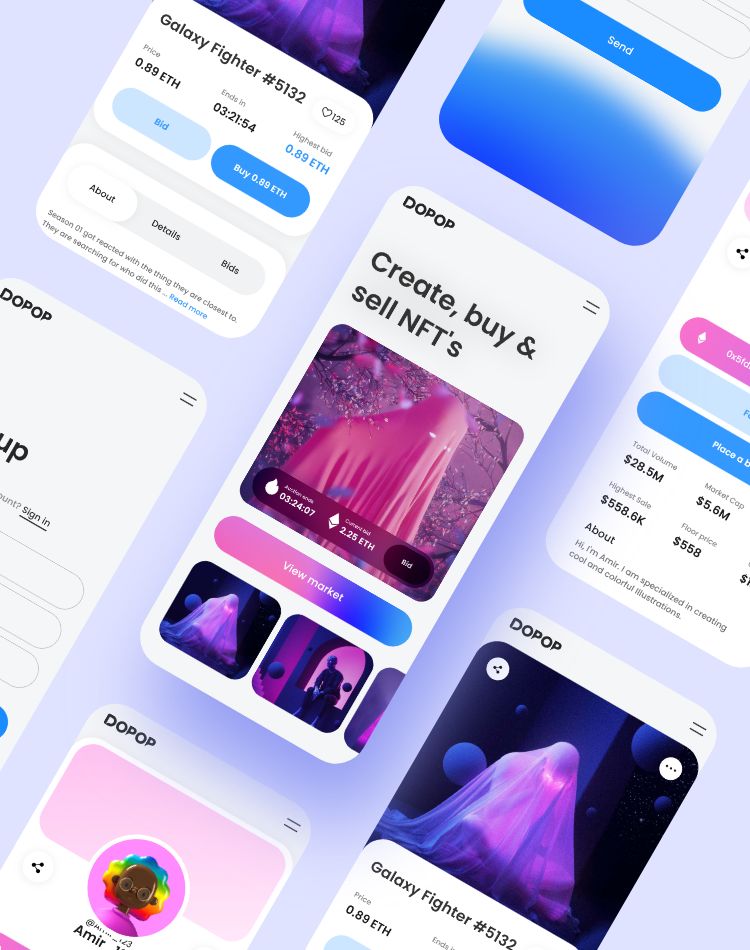 Galaxy Fighter #5132
125
Price
0.89 ETH
Ends in
03:21:54
Highest bid
0.89 ETH
Bid
Buy 0.89 ETH
About
Details
Bids
Season 01 got reacted with the thing they are closest to.
They are searching for who did this ... Read more
Send
DOPOP
Create, buy &
sell NFT's
Auction ends
03:24:07
Current bid
2.25 ETH
Bid
View market
DOPOP
up
ount? Sign in
0x5fd
Place a b
Total Volume
$28.5M
Market Cap
$5.6M
Highest Sale
$558.6K
Floor price
$558
About
Hi, I'm Amir. I am specialized in creating
cool and colorful illustrations.
DOPOP
Amir
DOPOP
Galaxy Fighter #5132
Price
0.89 ETH
Ends in